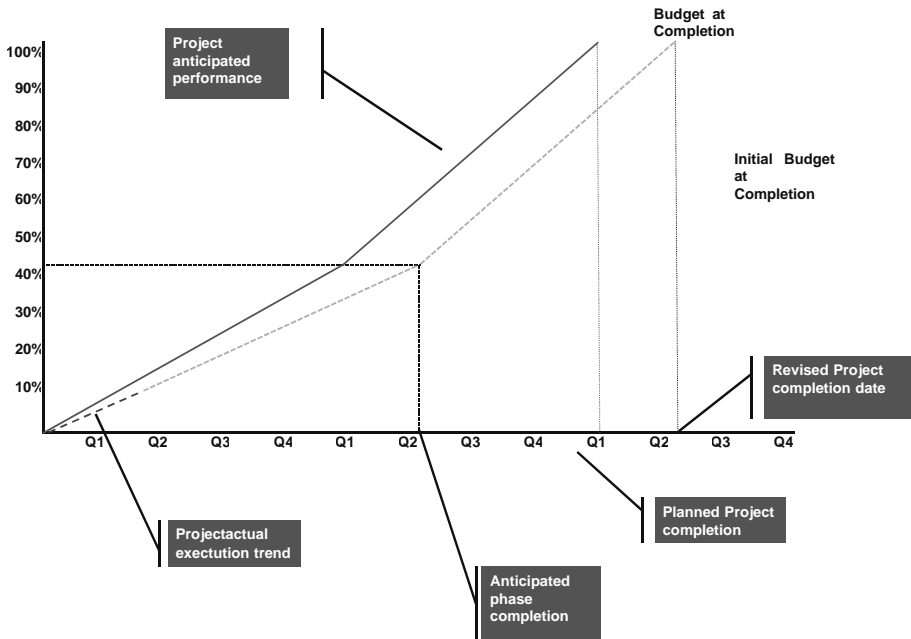 Budget at
Completion
Project
anticipated
performance
100%
90%
80%
70%
60%
50%
40%
30%
20%
10%
Initial Budget
at
Completion
Revised Project
completion date
Q1 Q2 Q3 Q4 Q1 Q2 Q3 Q4 Q1 Q2 Q3 Q4
Planned Project
completion
Projectactual
exectution trend
Anticipated
phase
completion